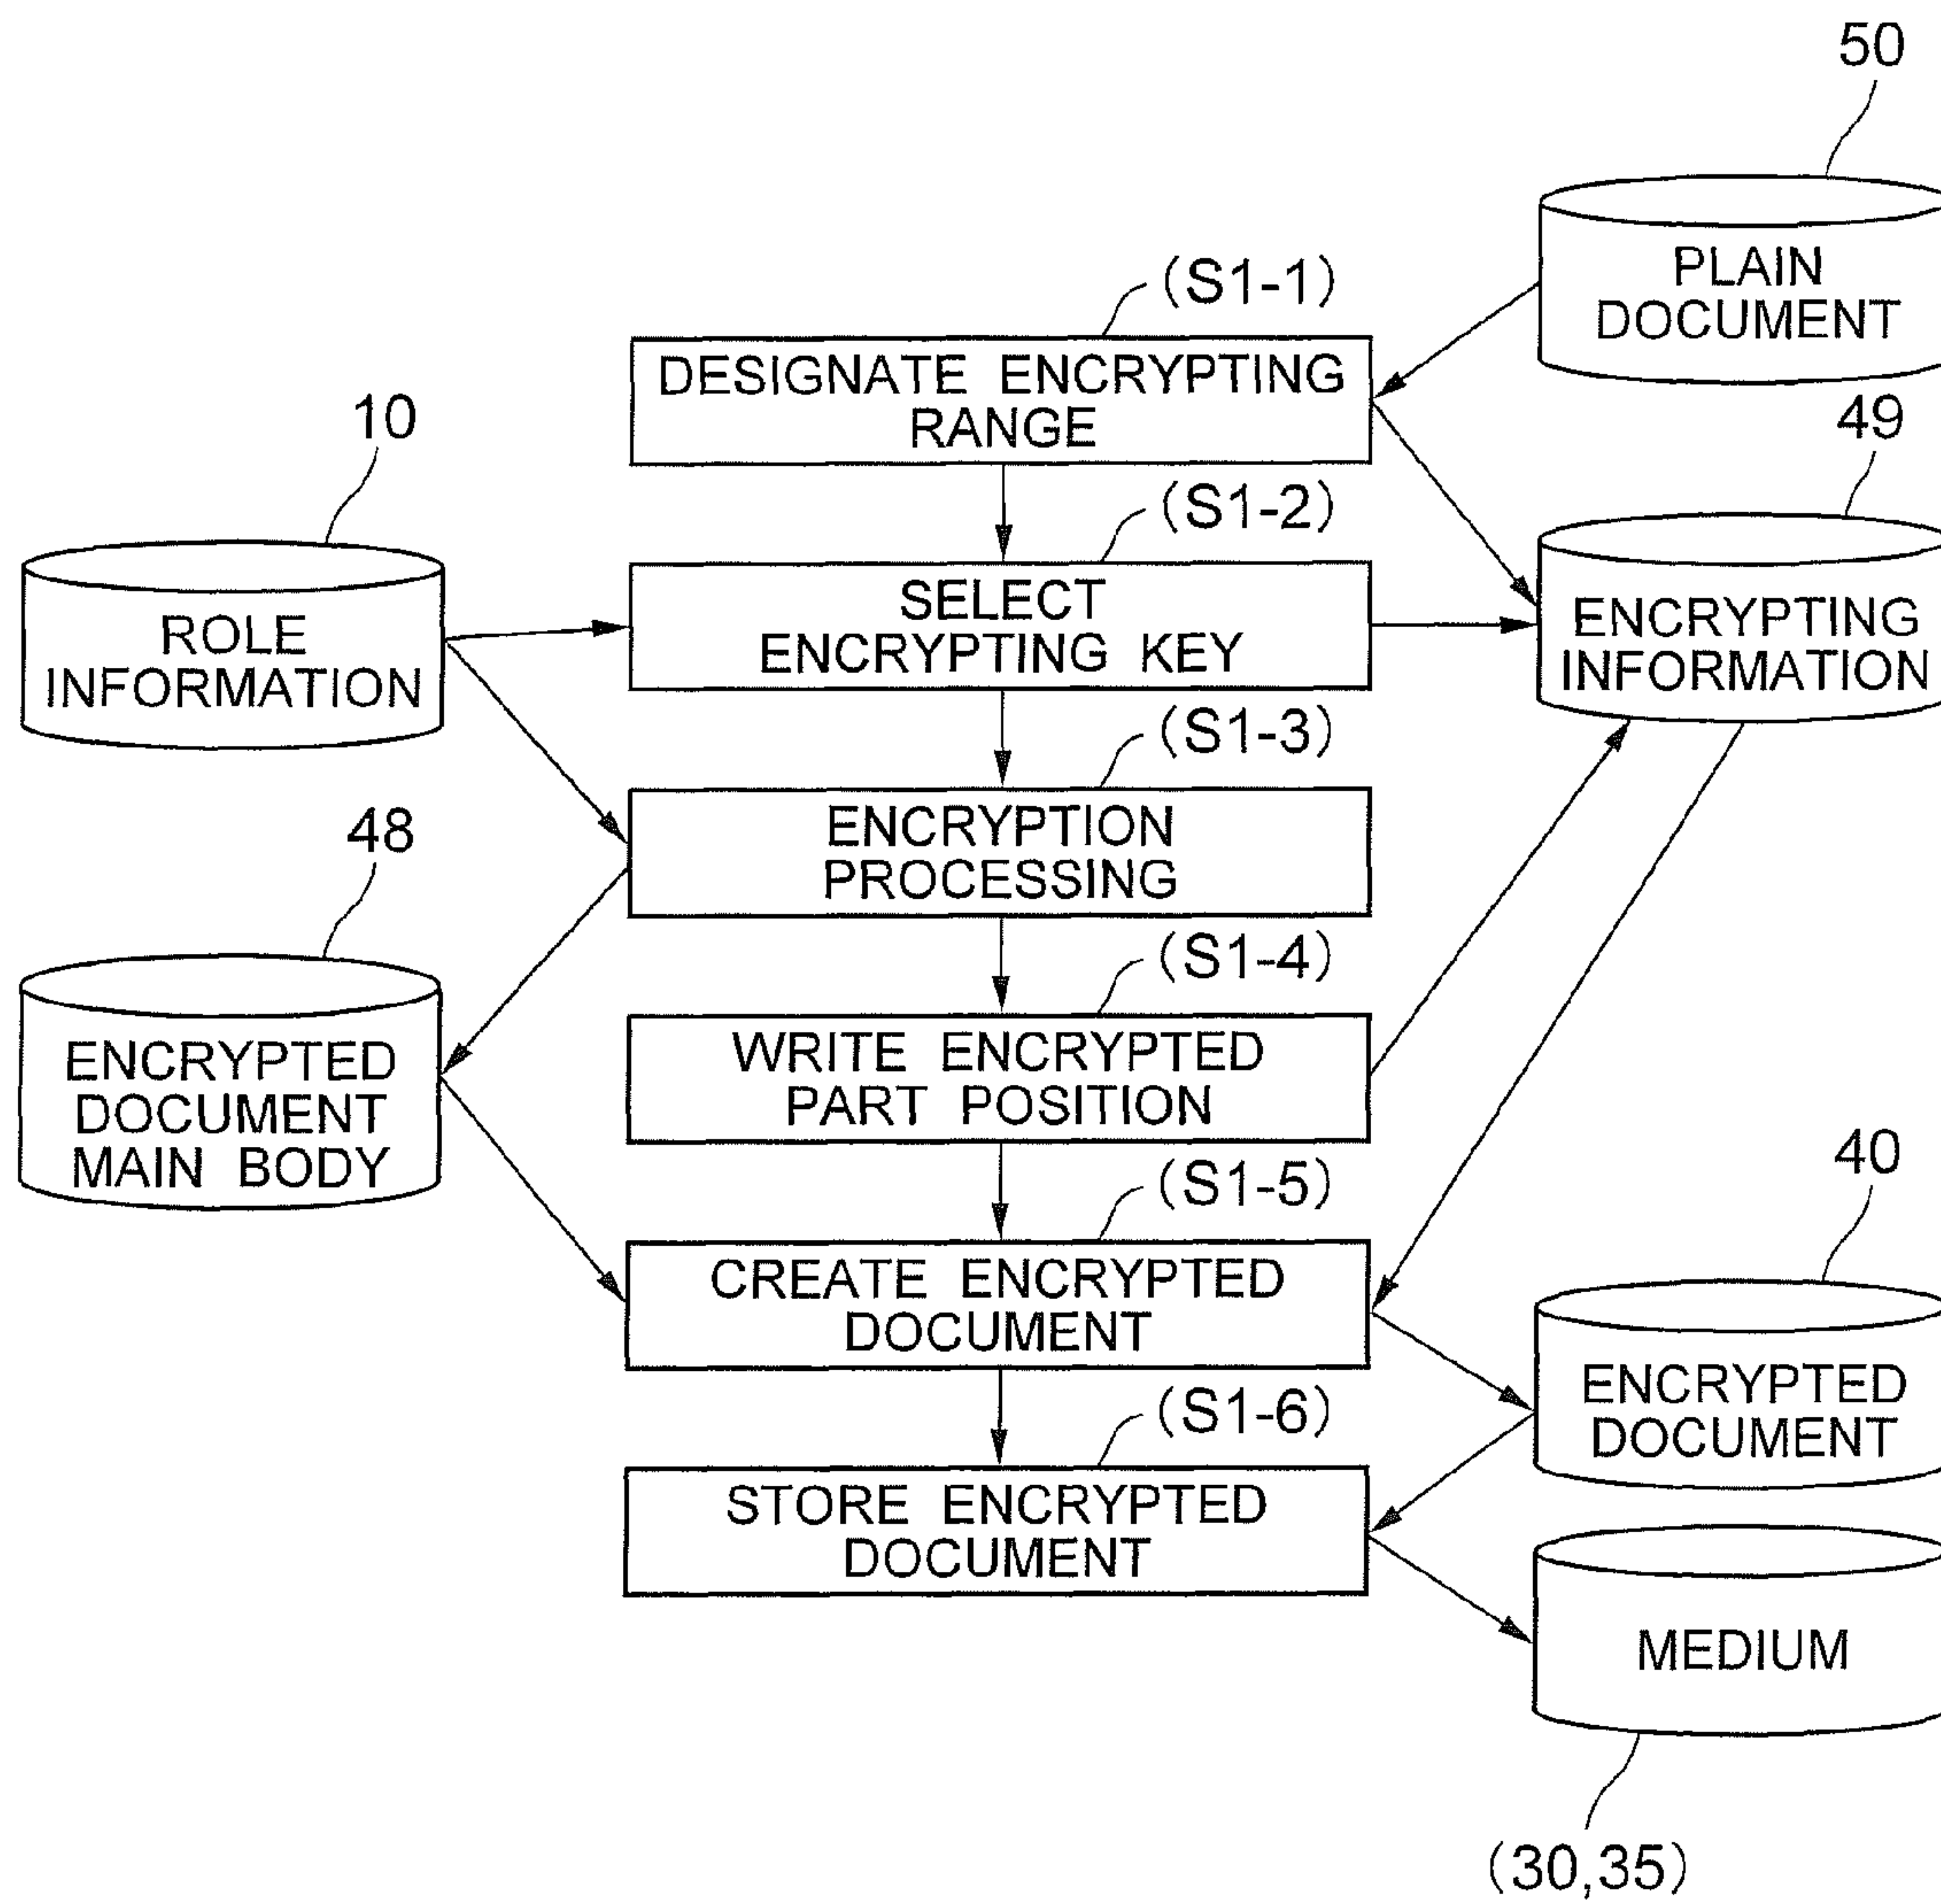 50
PLAIN
DOCUMENT
(S1-1)
DESIGNATE ENCRYPTING
RANGE
10
49
(S1-2)
ROLE
INFORMATION
SELECT
ENCRYPTING KEY
ENCRYPTING
INFORMATION
(S1-3)
48
ENCRYPTION
PROCESSING
(S1-4)
ENCRYPTED
DOCUMENT
MAIN BODY
WRITE ENCRYPTED
PART POSITION
40
(S1-5)
CREATE ENCRYPTED
DOCUMENT
ENCRYPTED
DOCUMENT
(S1-6)
STORE ENCRYPTED
DOCUMENT
MEDIUM
(30,35)